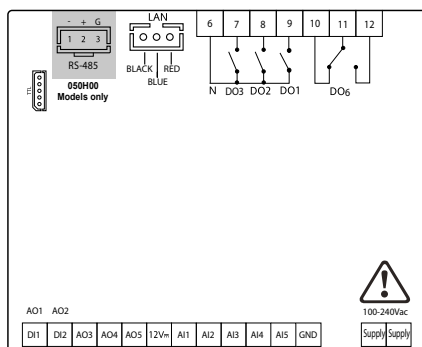 - + G
1 2 3
RS-485
050H00
Models only
LAN
BLACK RED
BLUE
6 7 8 9 10 11 12
N DO3 DO2 DO1 DO6
100-240Vac
AO1 AO2
DI1 DI2 AO3 AO4 AO5 12V⎓ AI1 AI2 AI3 AI4 AI5 GND
Supply Supply